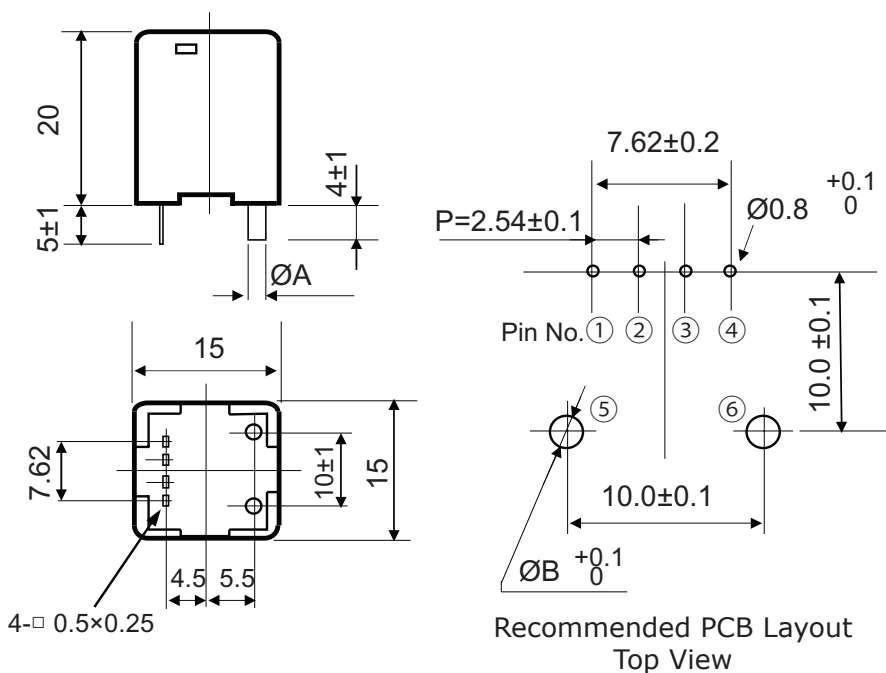 20
5±1
4±1
ØA
15
7.62
10±1
15
4.5
5.5
4-□ 0.5×0.25
7.62±0.2
+0.1
0
Ø0.8
P=2.54±0.1
Pin No. ① ② ③ ④
10.0 ±0.1
⑤ ⑥
10.0±0.1
ØB +0.1
0
Recommended PCB Layout
Top View